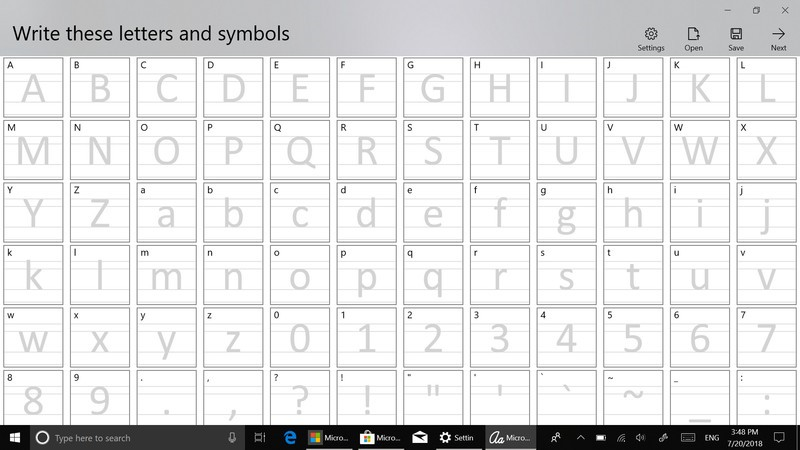 Write these letters and symbols
Settings Open Save Next
A B C D E F G H I J K L
A B C D E F G H I J K L
M N O P Q R S T U V W X
M N O P Q R S T U V W X
Y Z a b c d e f g h i j
Y Z a b c d e f g h i j
k l m n o p q r s t u v
k l m n o p q r s t u v
w x y z 0 1 2 3 4 5 6 7
w x y z 0 1 2 3 4 5 6 7
8 9 . , ? ! " ' ` ~ _ :
8 9 . , ? ! " ' ` ~ _ :
Type here to search Micro... Micro... Settin Aa Micro... ENG 3:48 PM
7/20/2018